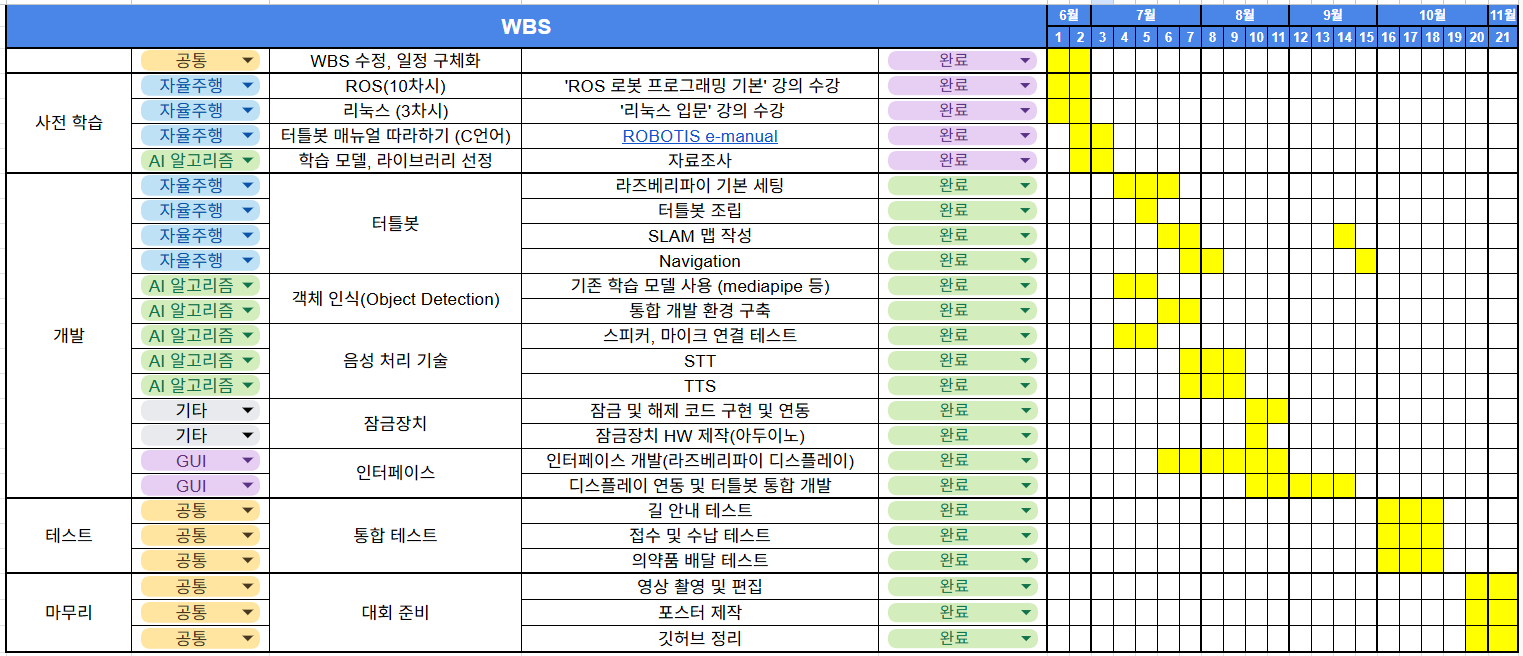 WBS
6월 7월 8월 9월 10월 11월
1 2 3 4 5 6 7 8 9 10 11 12 13 14 15 16 17 18 19 20 21
공통 WBS 수정, 일정 구체화 완료
사전 학습
자율주행 ROS(10차시) 'ROS 로봇 프로그래밍 기본' 강의 수강 완료
자율주행 리눅스 (3차시) '리눅스 입문' 강의 수강 완료
자율주행 터틀봇 매뉴얼 따라하기 (C언어) ROBOTIS e-manual 완료
AI 알고리즘 학습 모델, 라이브러리 선정 자료조사 완료
개발
터틀봇
자율주행 라즈베리파이 기본 세팅 완료
자율주행 터틀봇 조립 완료
자율주행 SLAM 맵 작성 완료
자율주행 Navigation 완료
객체 인식(Object Detection)
AI 알고리즘 기존 학습 모델 사용 (mediapipe 등) 완료
AI 알고리즘 통합 개발 환경 구축 완료
음성 처리 기술
AI 알고리즘 스피커, 마이크 연결 테스트 완료
AI 알고리즘 STT 완료
AI 알고리즘 TTS 완료
잠금장치
기타 잠금 및 해제 코드 구현 및 연동 완료
기타 잠금장치 HW 제작(아두이노) 완료
인터페이스
GUI 인터페이스 개발(라즈베리파이 디스플레이) 완료
GUI 디스플레이 연동 및 터틀봇 통합 개발 완료
테스트
통합 테스트
공통 길 안내 테스트 완료
공통 접수 및 수납 테스트 완료
공통 의약품 배달 테스트 완료
마무리
대회 준비
공통 영상 촬영 및 편집 완료
공통 포스터 제작 완료
공통 깃허브 정리 완료